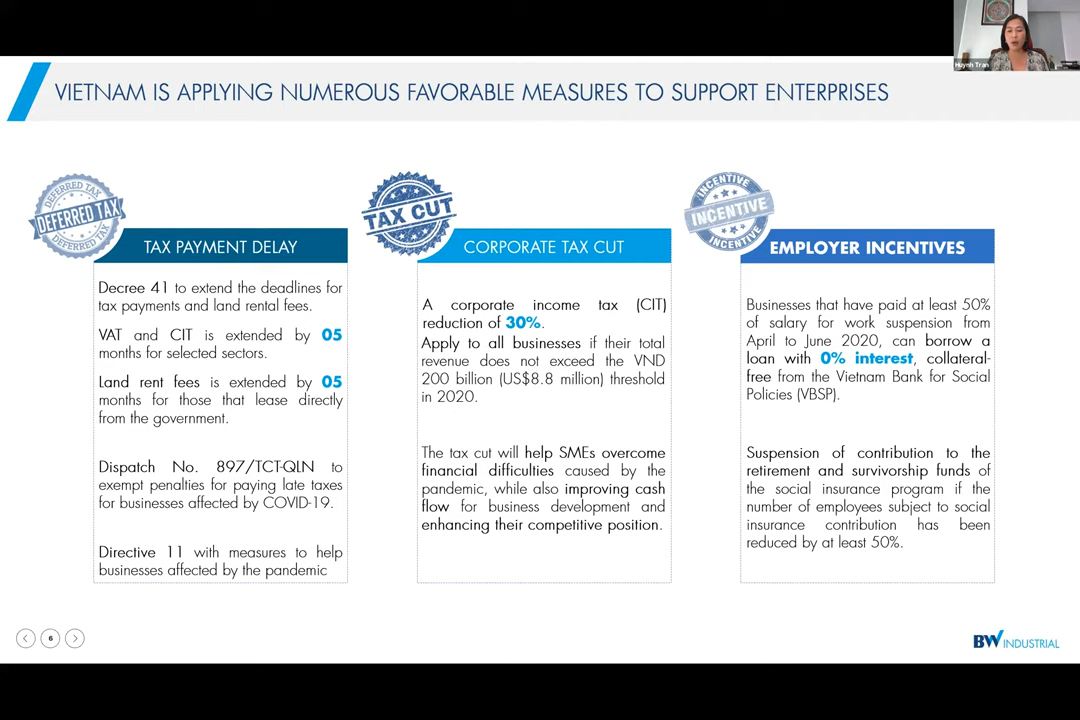 Huynh Tran
VIETNAM IS APPLYING NUMEROUS FAVORABLE MEASURES TO SUPPORT ENTERPRISES
DEFERRED TAX
DEFERRED TAX
DEFERRED TAX
TAX PAYMENT DELAY
Decree 41 to extend the deadlines for
tax payments and land rental fees.
VAT and CIT is extended by 05
months for selected sectors.
Land rent fees is extended by 05
months for those that lease directly
from the government.
Dispatch No. 897/TCT-QLN to
exempt penalties for paying late taxes
for businesses affected by COVID-19.
Directive 11 with measures to help
businesses affected by the pandemic
TAX CUT
CORPORATE TAX CUT
A corporate income tax (CIT)
reduction of 30%.
Apply to all businesses if their total
revenue does not exceed the VND
200 billion (US$8.8 million) threshold
in 2020.
The tax cut will help SMEs overcome
financial difficulties caused by the
pandemic, while also improving cash
flow for business development and
enhancing their competitive position.
INCENTIVE
INCENTIVE
INCENTIVE
EMPLOYER INCENTIVES
Businesses that have paid at least 50%
of salary for work suspension from
April to June 2020, can borrow a
loan with 0% interest, collateral-
free from the Vietnam Bank for Social
Policies (VBSP).
Suspension of contribution to the
retirement and survivorship funds of
the social insurance program if the
number of employees subject to social
insurance contribution has been
reduced by at least 50%.
6
BW INDUSTRIAL